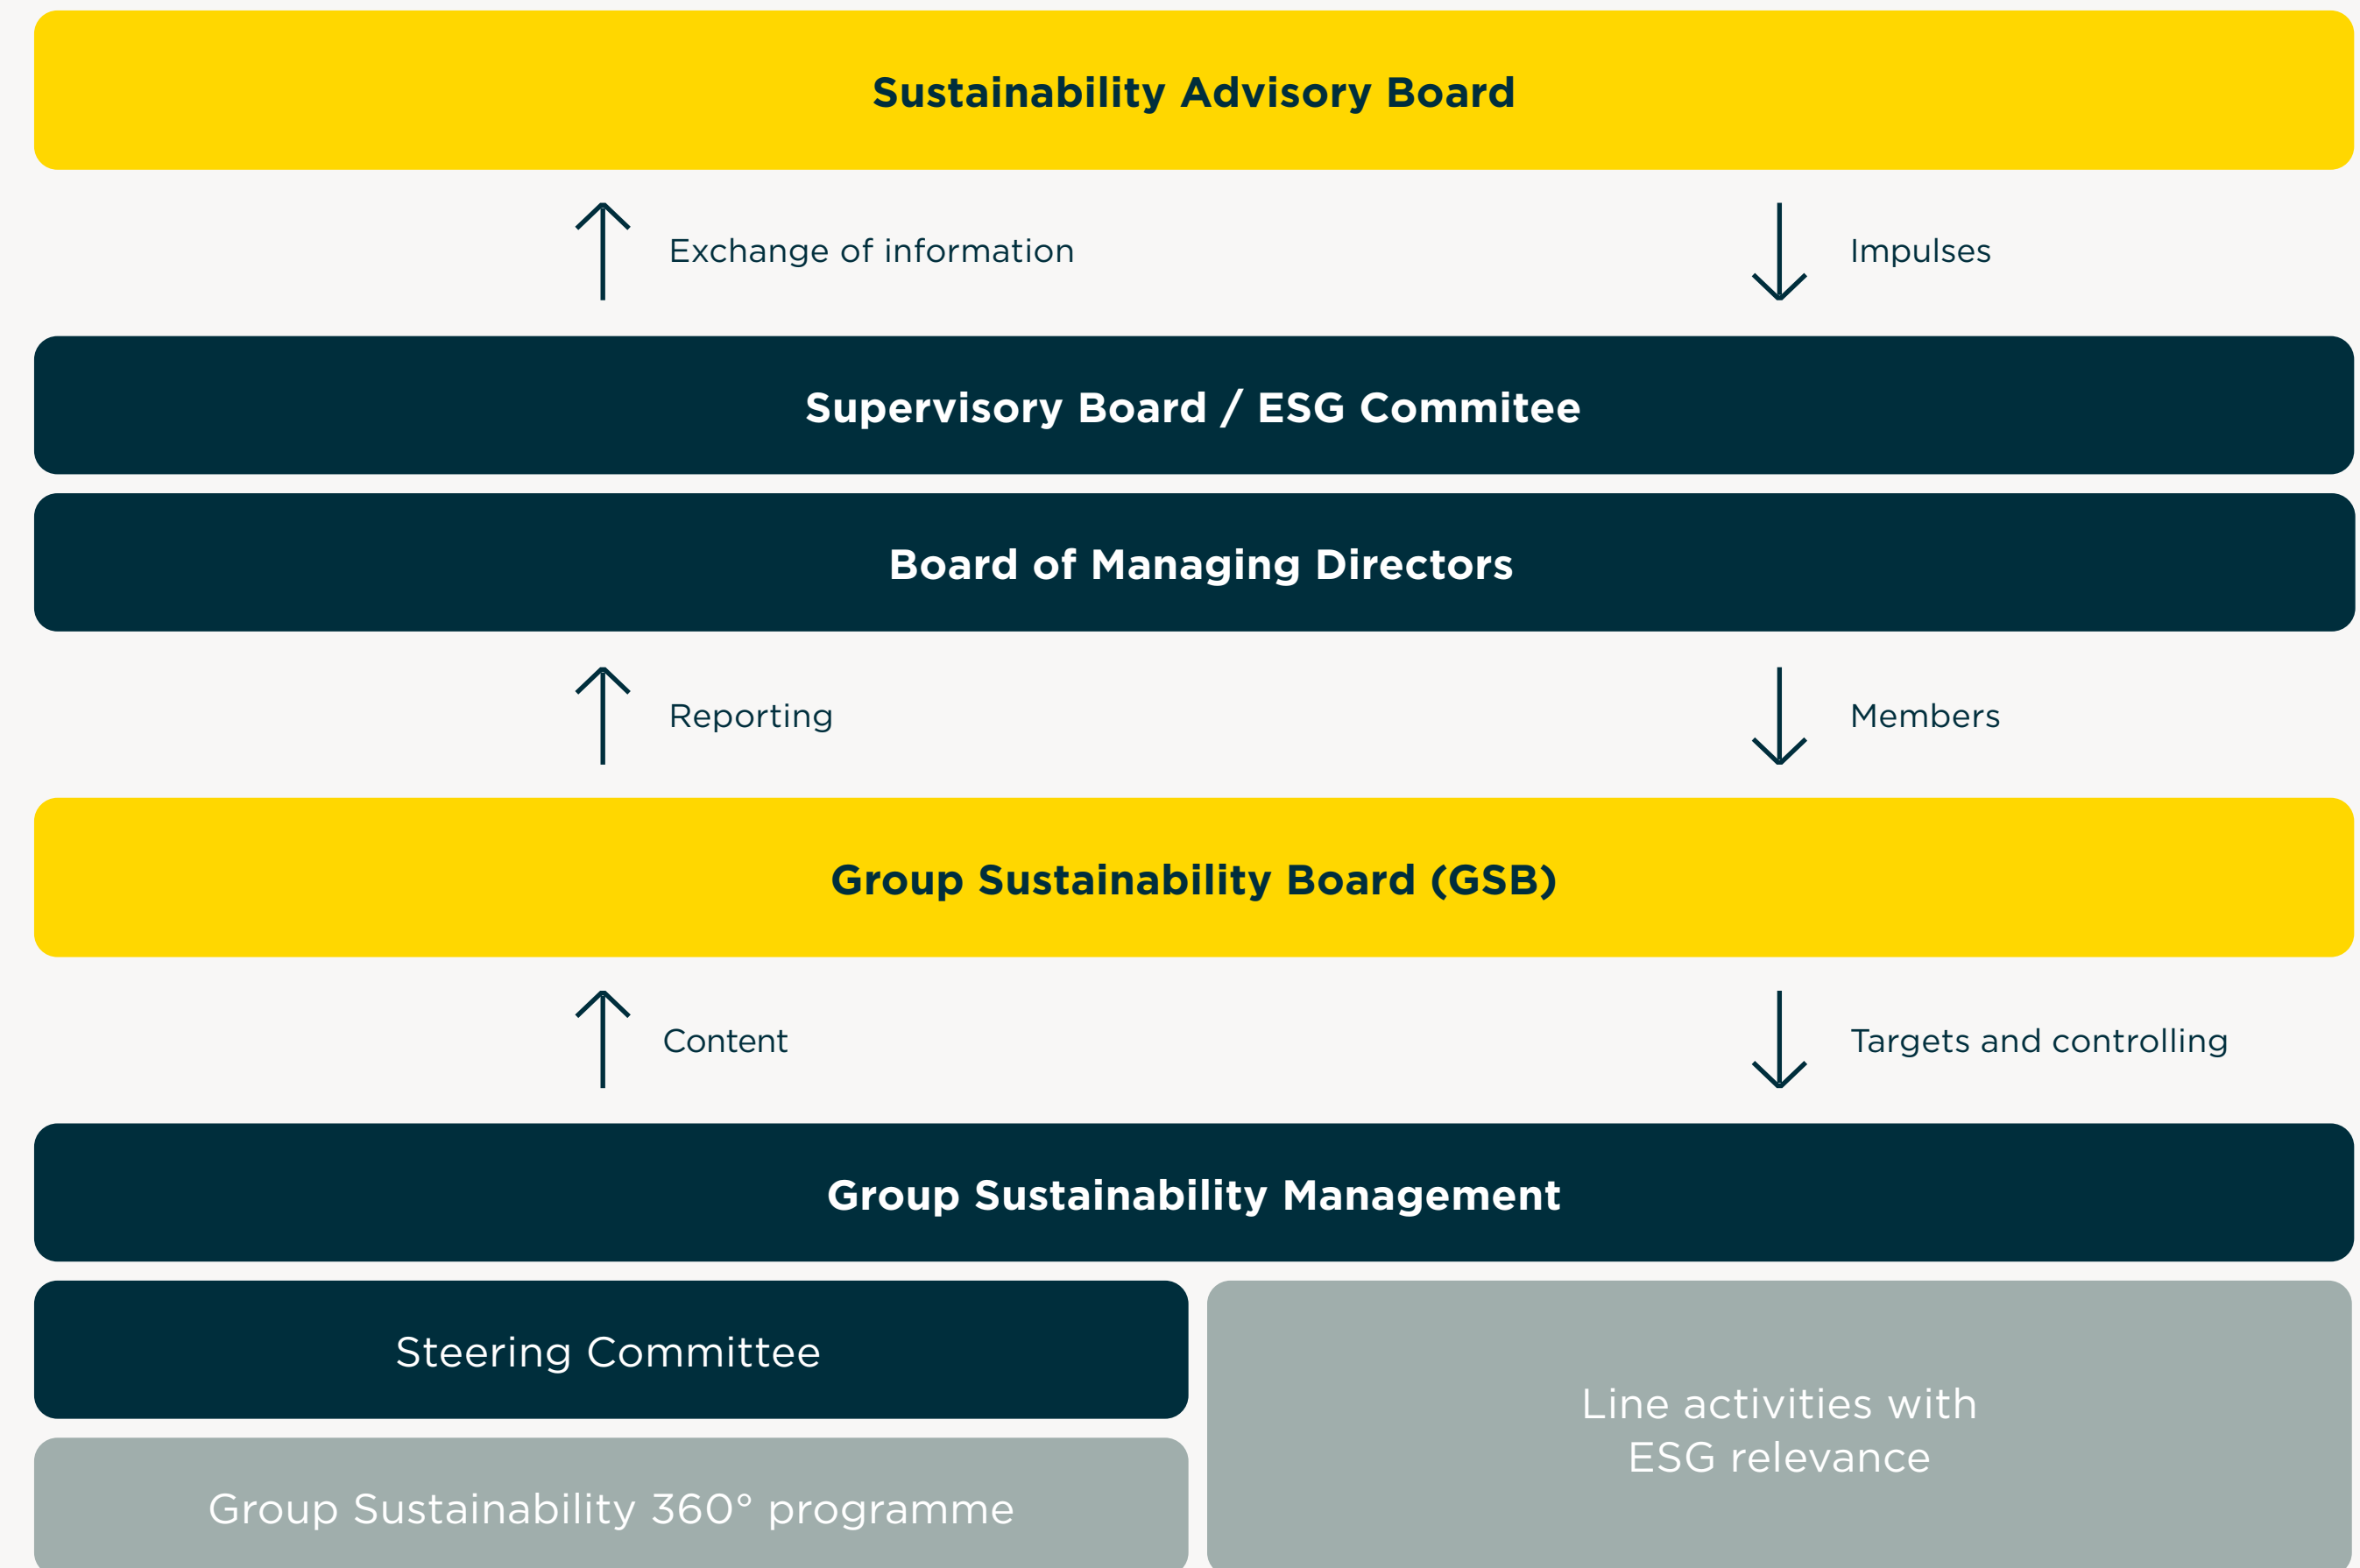 Sustainability Advisory Board
Exchange of information
Impulses
Supervisory Board / ESG Commitee
Board of Managing Directors
Reporting
Members
Group Sustainability Board (GSB)
Content
Targets and controlling
Group Sustainability Management
Steering Committee
Line activities with
ESG relevance
Group Sustainability 360° programme